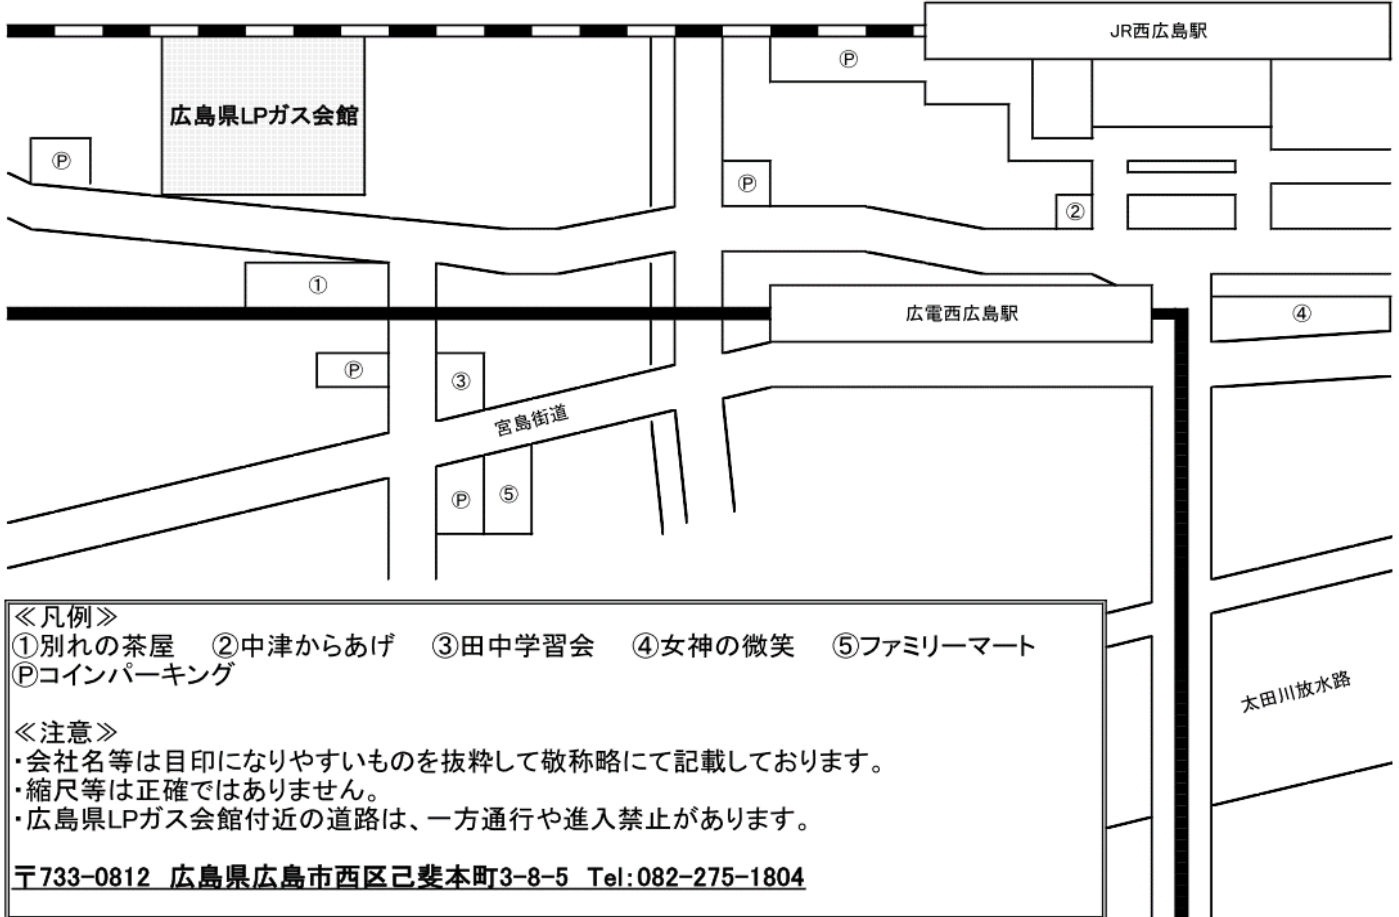 JR西広島駅
Ⓟ
広島県LPガス会館
Ⓟ
Ⓟ
②
①
広電西広島駅
④
Ⓟ
③
宮島街道
Ⓟ
⑤
≪凡例≫
①別れの茶屋 ②中津からあげ ③田中学習会 ④女神の微笑 ⑤ファミリーマート
Ⓟコインパーキング
太田川放水路
≪注意≫
・会社名等は目印になりやすいものを抜粋して敬称略にて記載しております。
・縮尺等は正確ではありません。
・広島県LPガス会館付近の道路は、一方通行や進入禁止があります。
〒733-0812 広島県広島市西区己斐本町3-8-5 Tel:082-275-1804